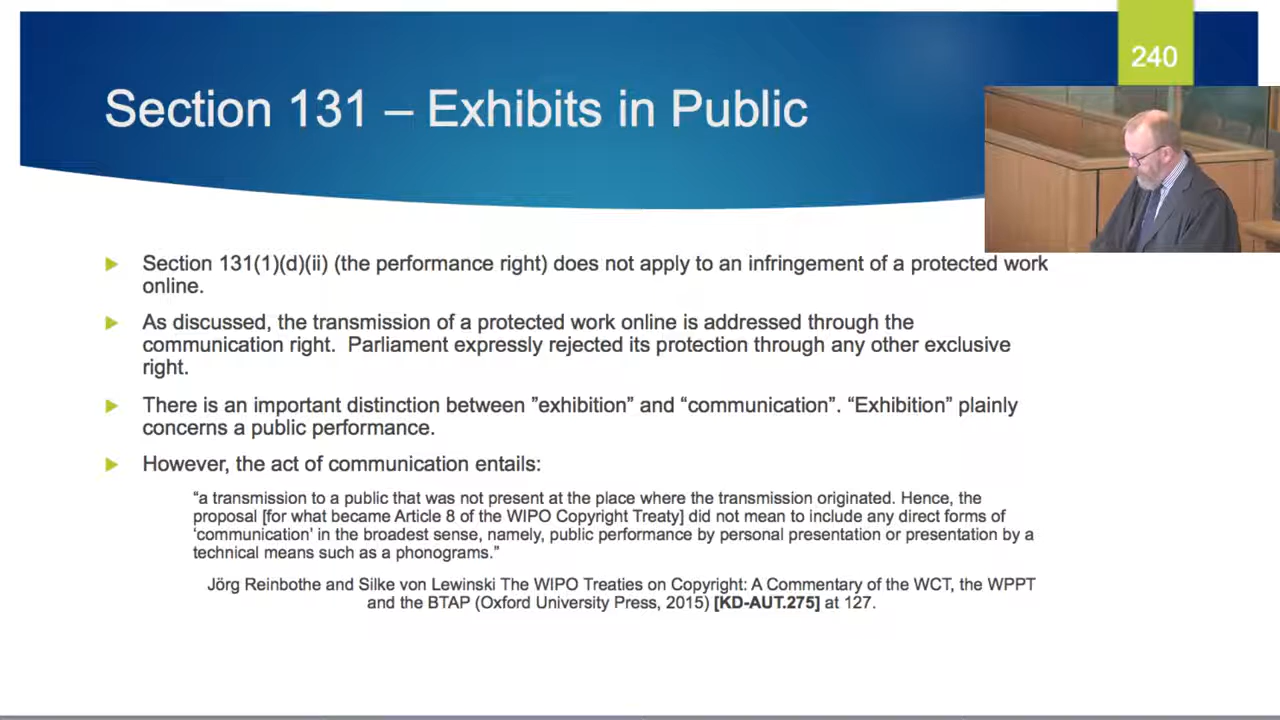 240
Section 131 – Exhibits in Public
Section 131(1)(d)(ii) (the performance right) does not apply to an infringement of a protected work
online.
As discussed, the transmission of a protected work online is addressed through the
communication right.  Parliament expressly rejected its protection through any other exclusive
right.
There is an important distinction between ”exhibition” and “communication”. “Exhibition” plainly
concerns a public performance.
However, the act of communication entails:
“a transmission to a public that was not present at the place where the transmission originated. Hence, the
proposal [for what became Article 8 of the WIPO Copyright Treaty] did not mean to include any direct forms of
‘communication’ in the broadest sense, namely, public performance by personal presentation or presentation by a
technical means such as a phonograms.”
Jörg Reinbothe and Silke von Lewinski The WIPO Treaties on Copyright: A Commentary of the WCT, the WPPT
and the BTAP (Oxford University Press, 2015) [KD-AUT.275] at 127.